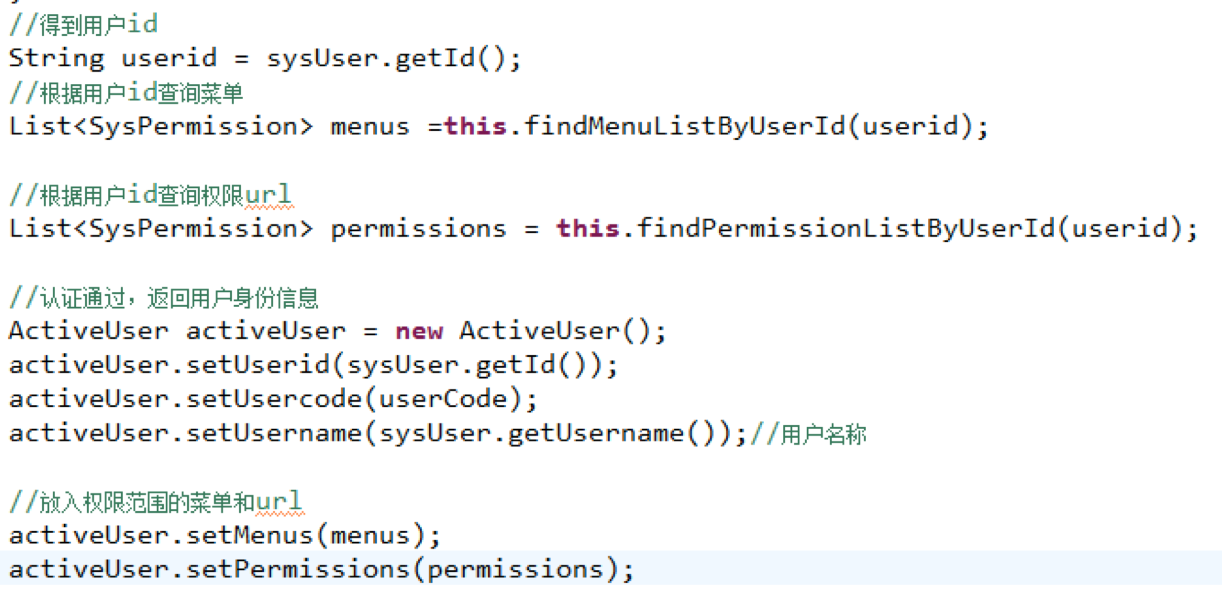 //得到用户id
String userid = sysUser.getId();
//根据用户id查询菜单
List<SysPermission> menus =this.findMenuListByUserId(userid);
//根据用户id查询权限url
List<SysPermission> permissions = this.findPermissionListByUserId(userid);
//认证通过，返回用户身份信息
ActiveUser activeUser = new ActiveUser();
activeUser.setUserid(sysUser.getId());
activeUser.setUsercode(userCode);
activeUser.setUsername(sysUser.getUsername());//用户名称
//放入权限范围的菜单和url
activeUser.setMenus(menus);
activeUser.setPermissions(permissions);